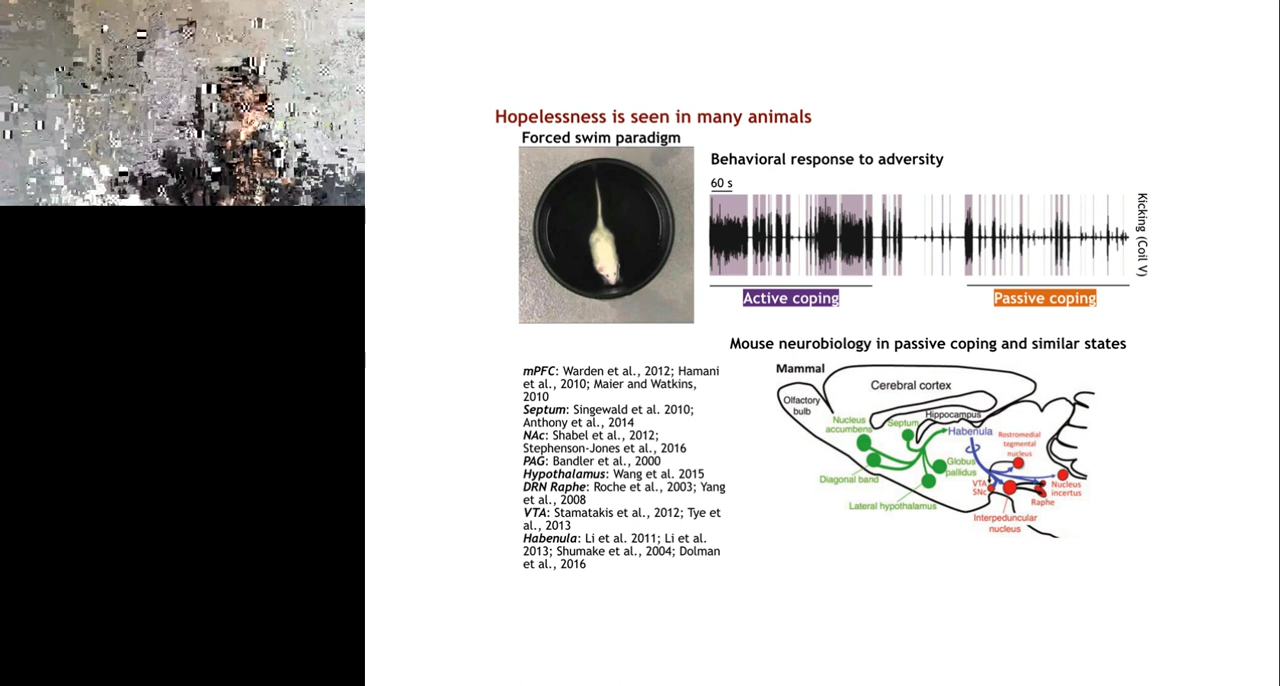 Hopelessness is seen in many animals
Forced swim paradigm
Behavioral response to adversity
60 s
Kicking (Coil V)
Active coping
Passive coping
Mouse neurobiology in passive coping and similar states
mPFC: Warden et al., 2012; Hamani
et al., 2010; Maier and Watkins,
2010
Septum: Singewald et al. 2010;
Anthony et al., 2014
NAc: Shabel et al., 2012;
Stephenson-Jones et al., 2016
PAG: Bandler et al., 2000
Hypothalamus: Wang et al. 2015
DRN Raphe: Roche et al., 2003; Yang
et al., 2008
VTA: Stamatakis et al., 2012; Tye et
al., 2013
Habenula: Li et al. 2011; Li et al.
2013; Shumake et al., 2004; Dolman
et al., 2016
Mammal
Cerebral cortex
Olfactory
bulb
Hippocampus
Nucleus
accumbens
Septum
Habenula
Rostromedial
tegmental
nucleus
Globus
pallidus
Diagonal band
VTA
SNc
Nucleus
incertus
Raphe
Lateral hypothalamus
Interpeduncular
nucleus